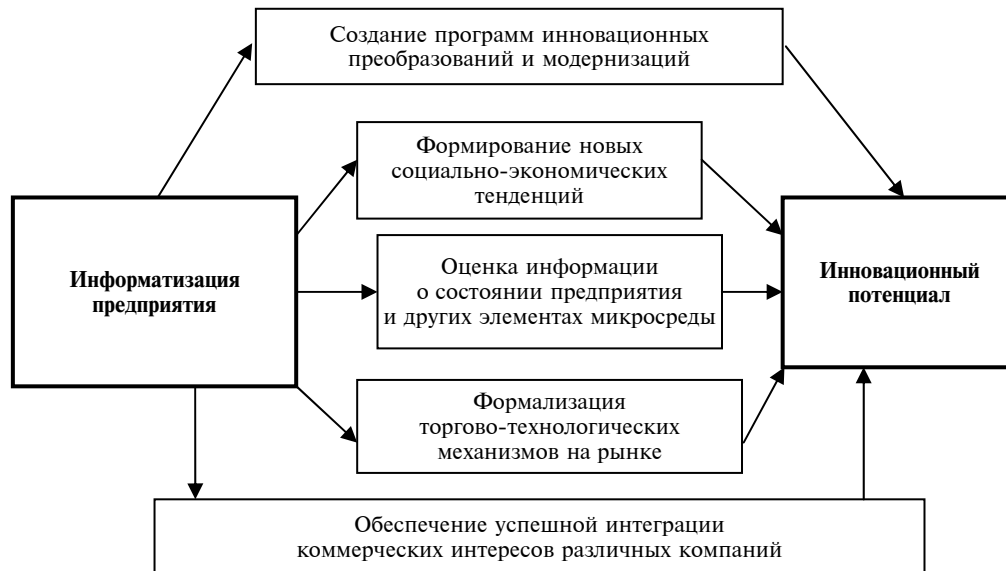 Создание программ инновационных
преобразований и модернизаций
Формирование новых
социально-экономических
тенденций
Информатизация
предприятия
Оценка информации
о состоянии предприятия
и других элементах микросреды
Инновационный
потенциал
Формализация
торгово-технологических
механизмов на рынке
Обеспечение успешной интеграции
коммерческих интересов различных компаний